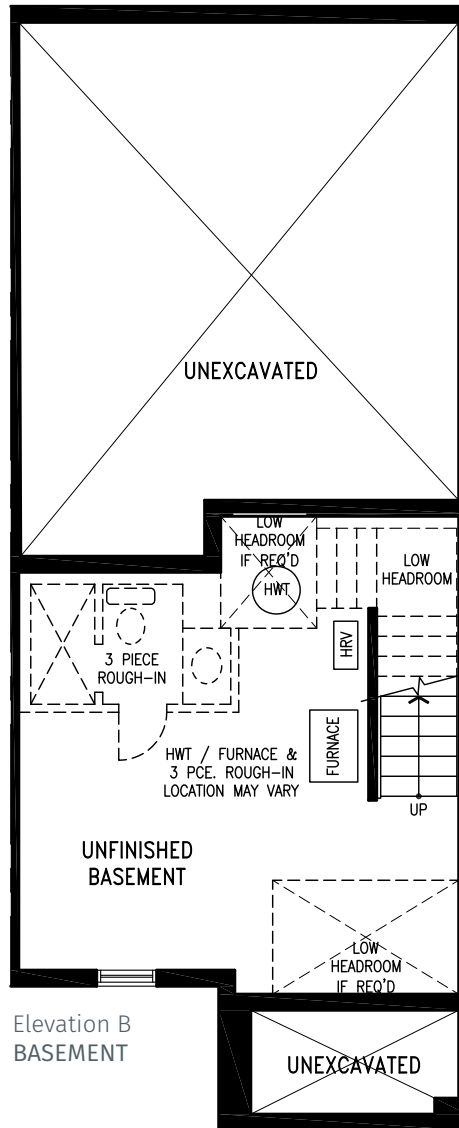 UNEXCAVATED
LOW
HEADROOM
IF REQ'D
HWT
LOW
HEADROOM
HRV
3 PIECE
ROUGH-IN
FURNACE
HWT / FURNACE &
3 PCE. ROUGH-IN
LOCATION MAY VARY
UP
UNFINISHED
BASEMENT
LOW
HEADROOM
IF REQ'D
Elevation B
BASEMENT
UNEXCAVATED